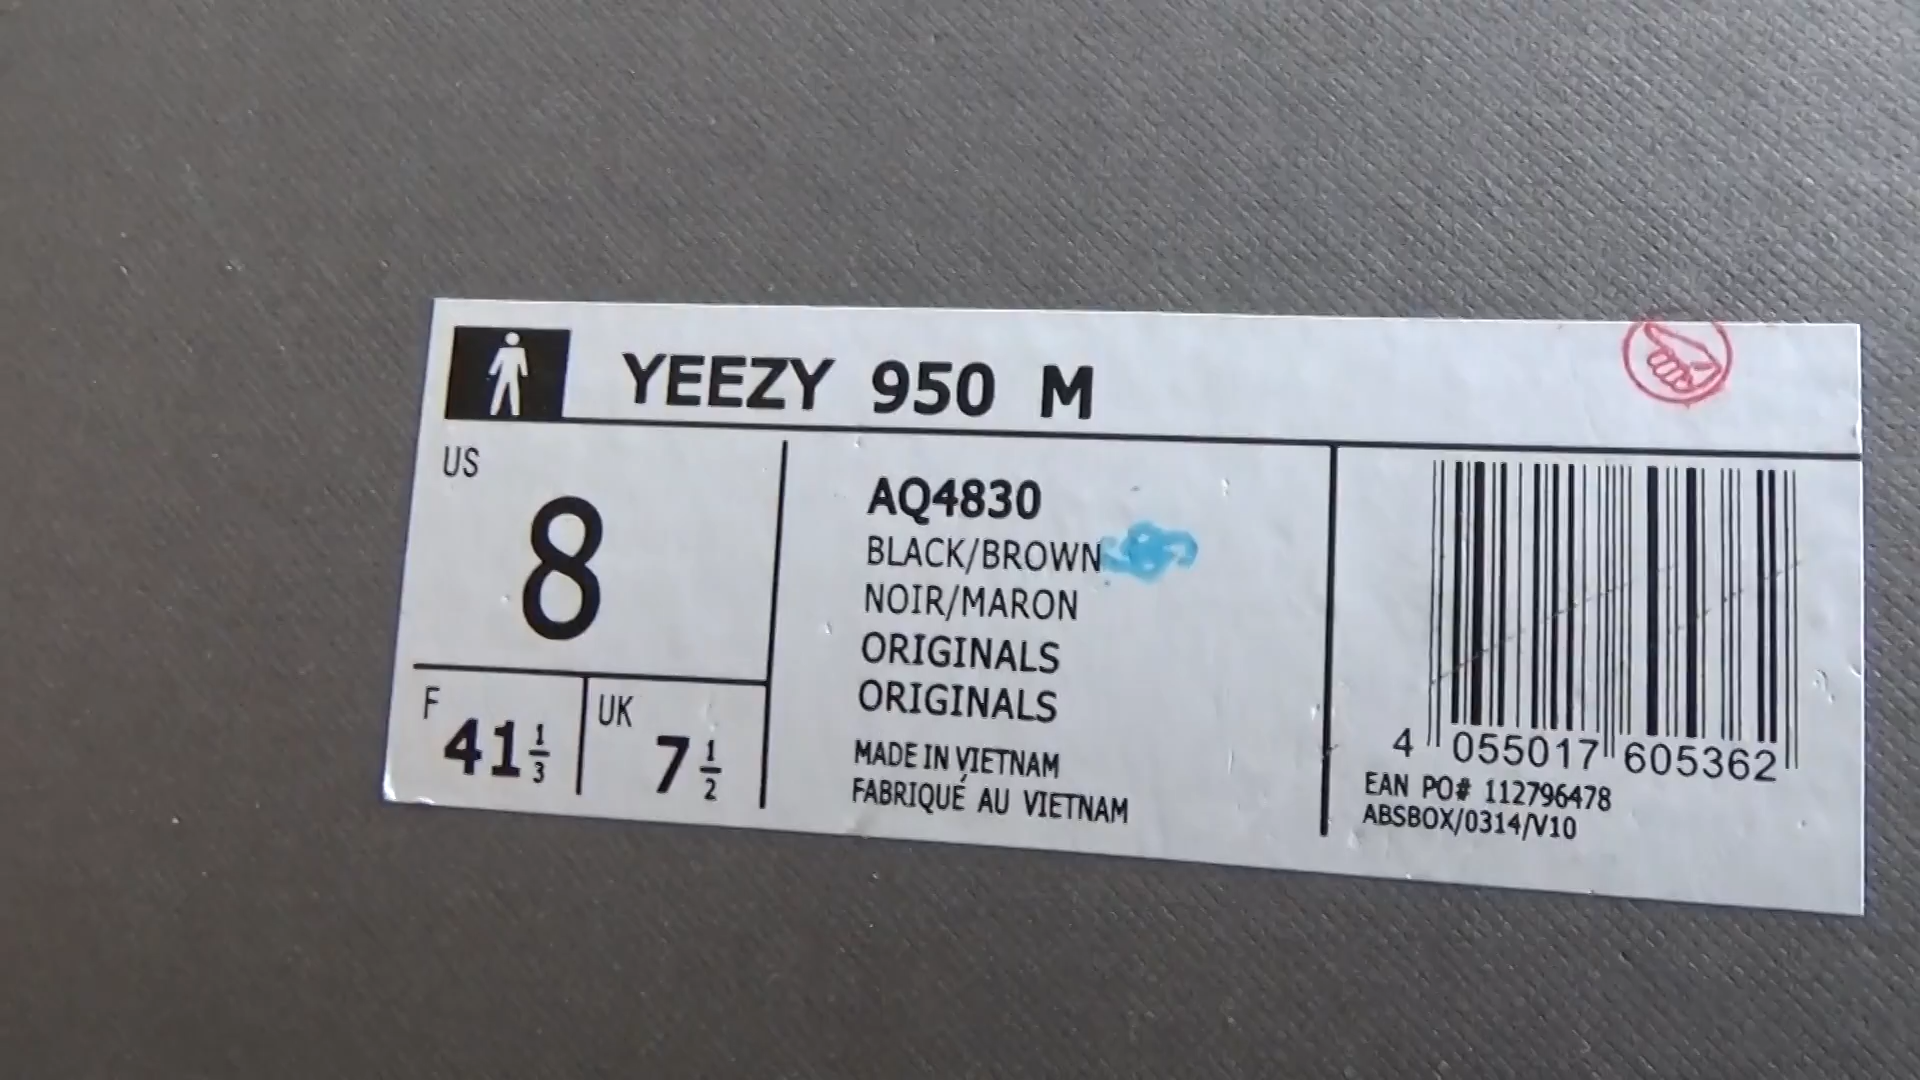 YEEZY 950 M
US
8
F 41 1/3
UK 7 1/2
AQ4830
BLACK/BROWN
NOIR/MARON
ORIGINALS
ORIGINALS
MADE IN VIETNAM
FABRIQUÉ AU VIETNAM
4 055017 605362
EAN PO# 112796478
ABSBOX/0314/V10